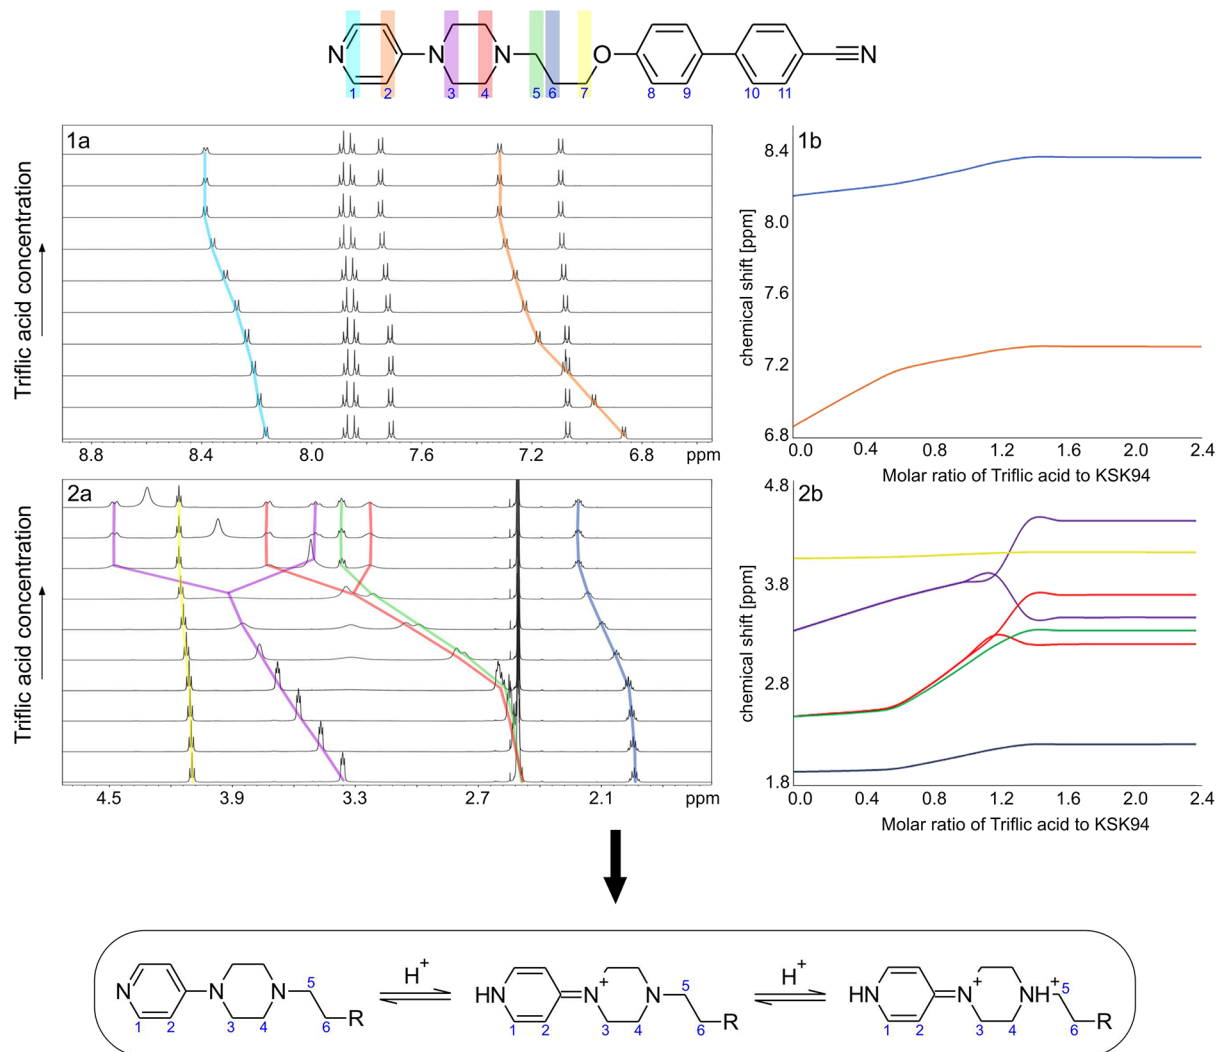 N N N O N
1 2 3 4 5 6 7 8 9 10 11
1a
Triflic acid concentration
8.8 8.4 8.0 7.6 7.2 6.8 ppm
1b
chemical shift [ppm]
8.4
8.0
7.6
7.2
6.8
0.0 0.4 0.8 1.2 1.6 2.0 2.4
Molar ratio of Triflic acid to KSK94
2a
Triflic acid concentration
4.5 3.9 3.3 2.7 2.1 ppm
2b
chemical shift [ppm]
4.8
3.8
2.8
1.8
0.0 0.4 0.8 1.2 1.6 2.0 2.4
Molar ratio of Triflic acid to KSK94
N N N R
1 2 3 4 5 6
H+
HN N+ N R
1 2 3 4 5 6
H+
HN N+ NH+ R
1 2 3 4 5 6